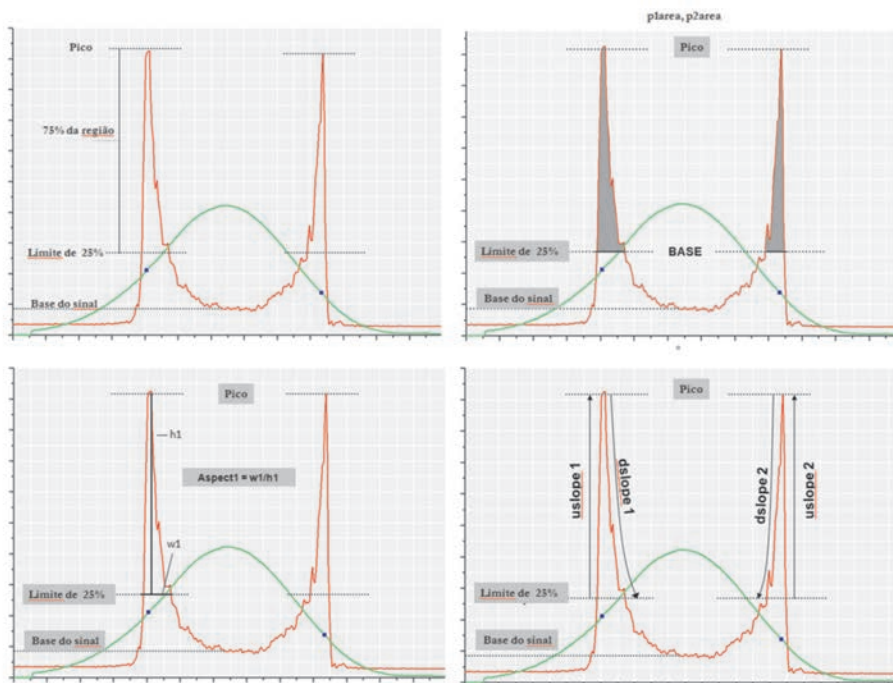 Pico
75% da região
Limite de 25%
Base do sinal
p1area, p2area
Pico
Limite de 25%
BASE
Base do sinal
Pico
h1
Aspect1 = w1/h1
w1
Limite de 25%
Base do sinal
Pico
uslope 1
dslope 1
dslope 2
uslope 2
Limite de 25%
Base do sinal